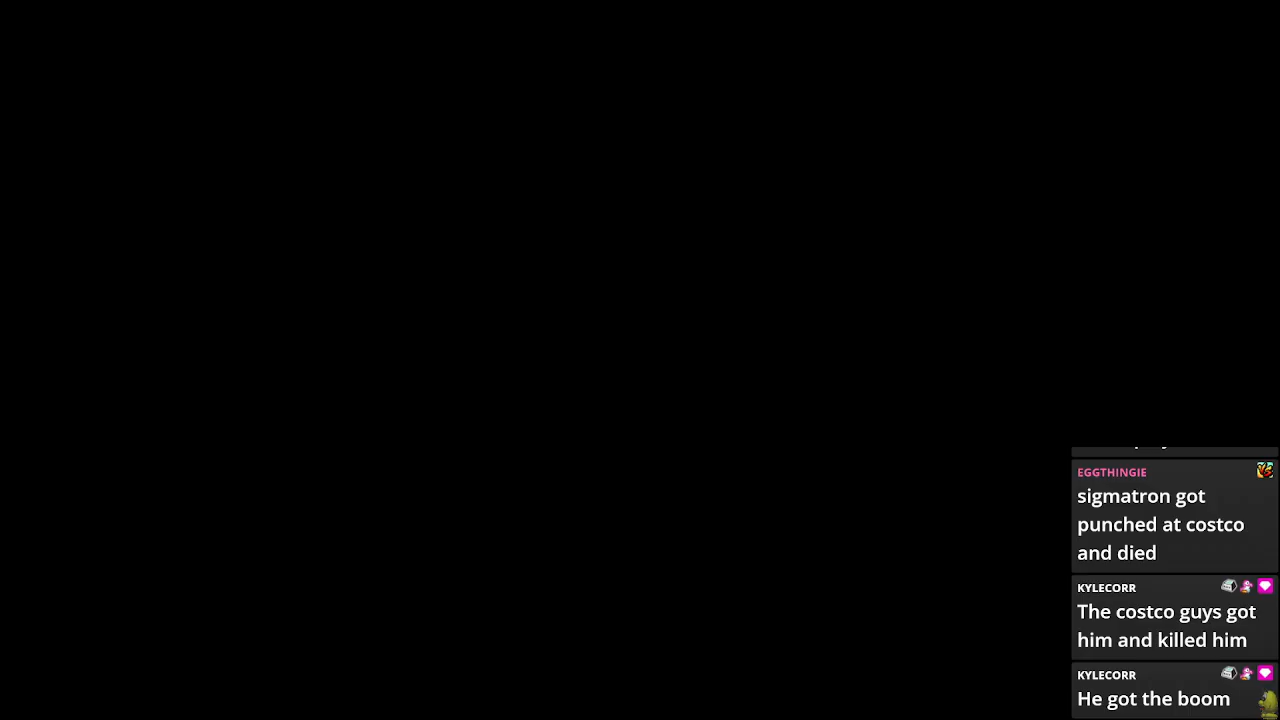 EGGTHINGIE
sigmatron got
punched at costco
and died
KYLECORR
The costco guys got
him and killed him
KYLECORR
He got the boom